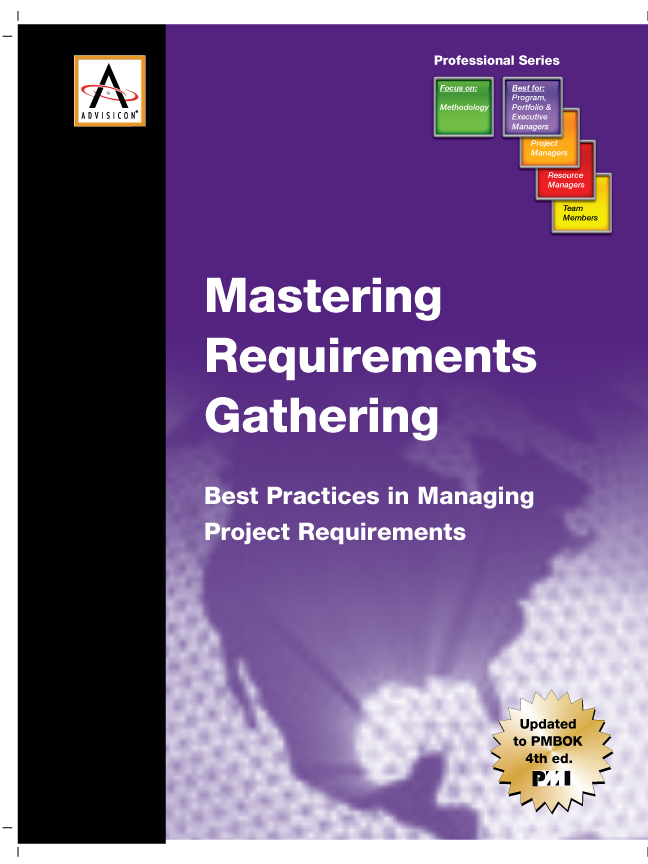 ADVISICON®
Professional Series
Focus on:
Methodology
Best for:
Program,
Portfolio &
Executive
Managers
Project
Managers
Resource
Managers
Team
Members
Mastering
Requirements
Gathering
Best Practices in Managing
Project Requirements
Updated
to PMBOK
4th ed.
PMI